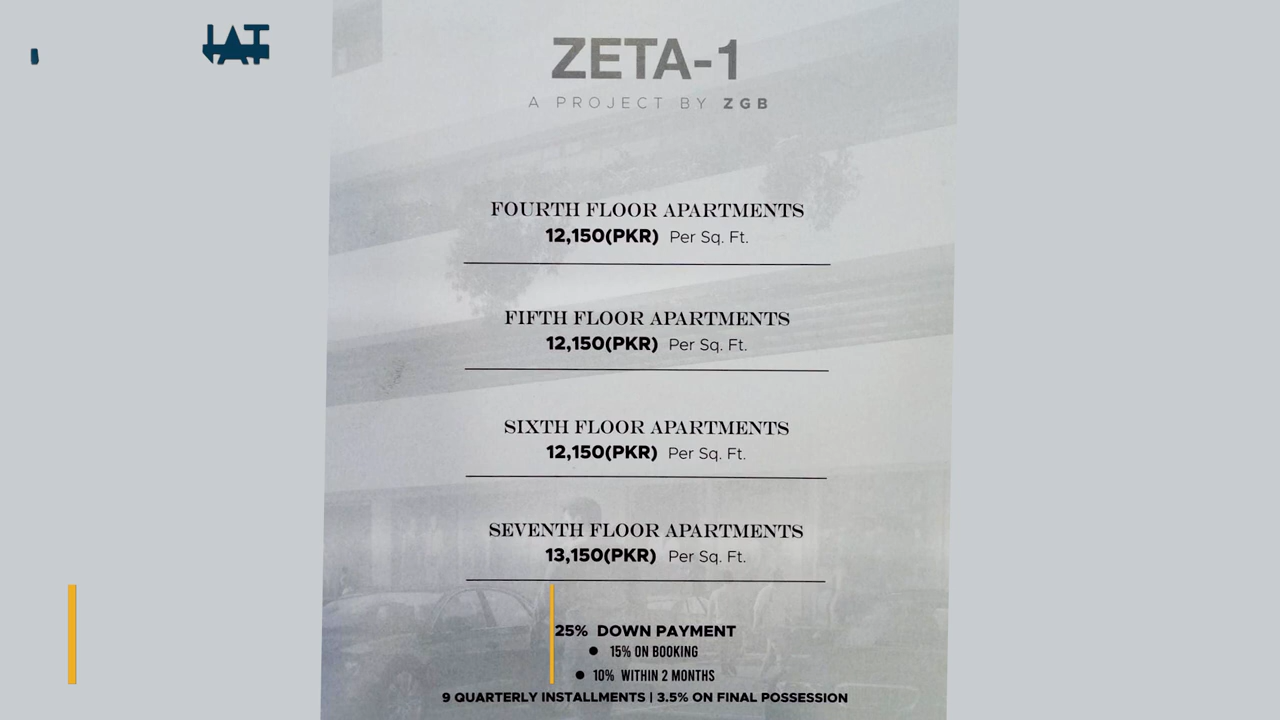 ZETA-1
A PROJECT BY ZGB
FOURTH FLOOR APARTMENTS
12,150(PKR) Per Sq. Ft.
FIFTH FLOOR APARTMENTS
12,150(PKR) Per Sq. Ft.
SIXTH FLOOR APARTMENTS
12,150(PKR) Per Sq. Ft.
SEVENTH FLOOR APARTMENTS
13,150(PKR) Per Sq. Ft.
25% DOWN PAYMENT
● 15% ON BOOKING
● 10% WITHIN 2 MONTHS
9 QUARTERLY INSTALLMENTS | 3.5% ON FINAL POSSESSION